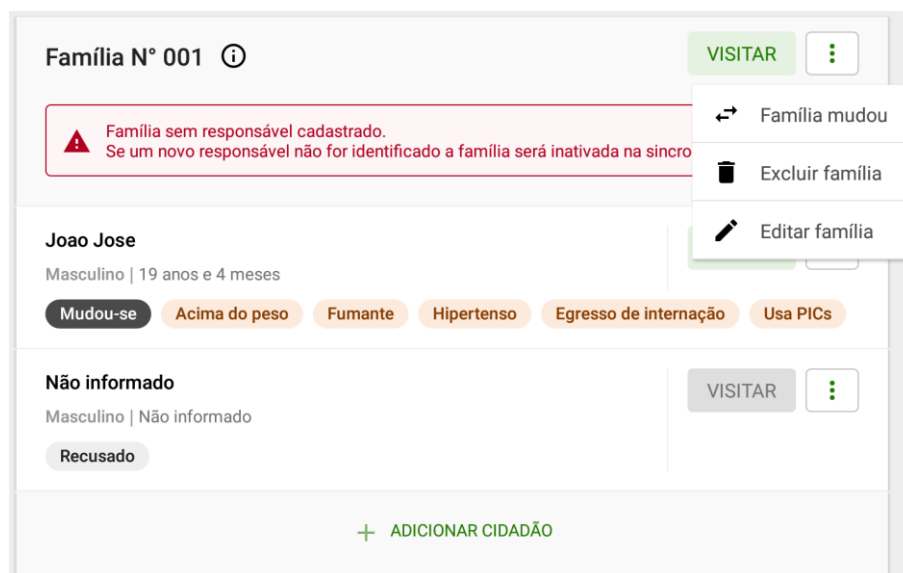 Família N° 001
VISITAR
Família mudou
Excluir família
Editar família
Família sem responsável cadastrado.
Se um novo responsável não for identificado a família será inativada na sincro
Joao Jose
Masculino | 19 anos e 4 meses
Mudou-se Acima do peso Fumante Hipertenso Egresso de internação Usa PICs
Não informado
VISITAR
Masculino | Não informado
Recusado
+ ADICIONAR CIDADÃO